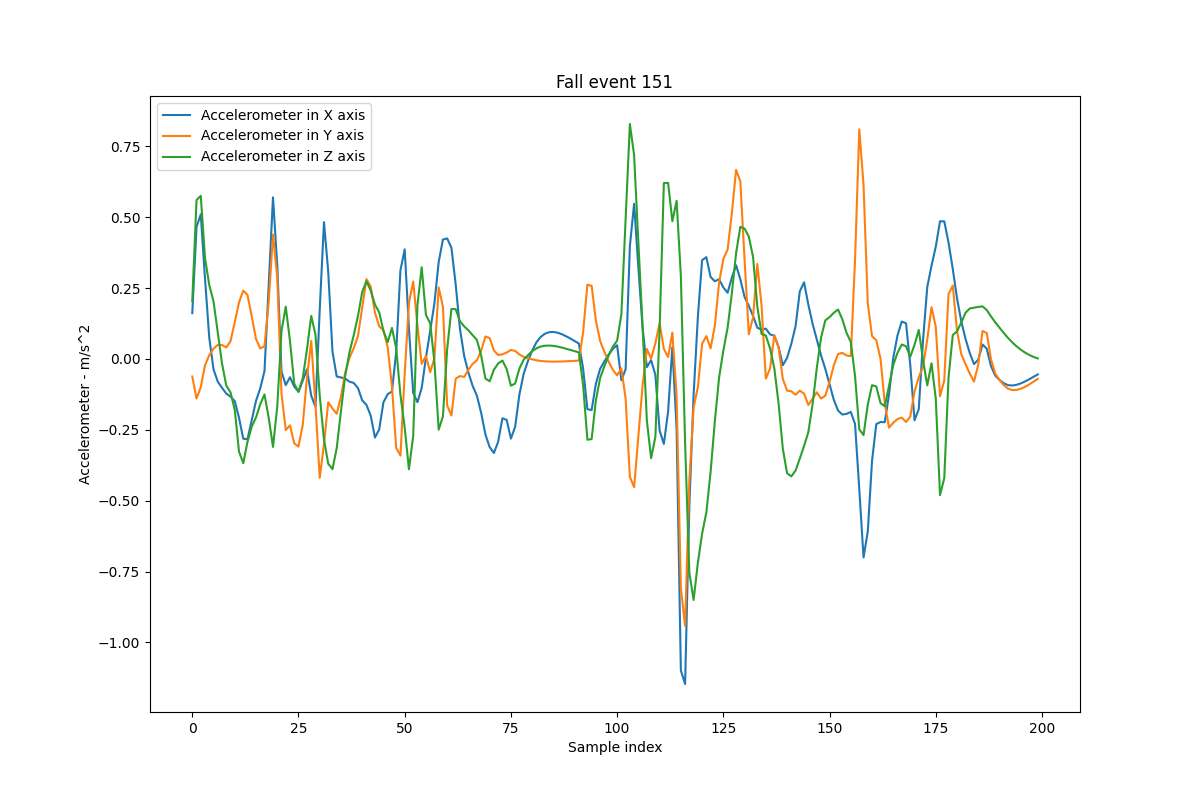 Fall event 151
Accelerometer in X axis
Accelerometer in Y axis
Accelerometer in Z axis
0.75
0.50
0.25
0.00
−0.25
−0.50
−0.75
−1.00
Accelerometer - m/s^2
0 25 50 75 100 125 150 175 200
Sample index